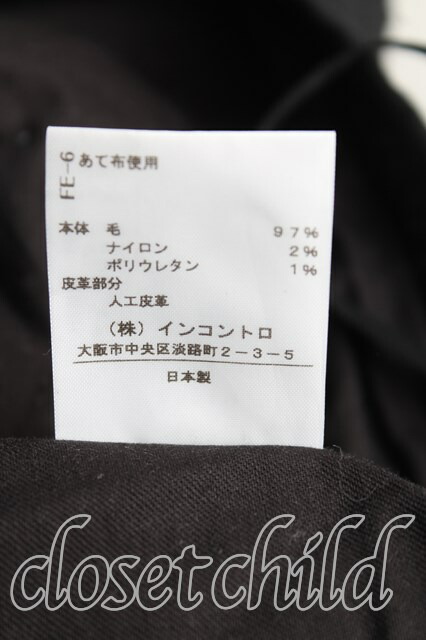 FE-6
あて布使用
本体 毛 97%
ナイロン 2%
ポリウレタン 1%
皮革部分
人工皮革
(株) インコントロ
大阪市中央区淡路町2-3-5
日本製
closet child